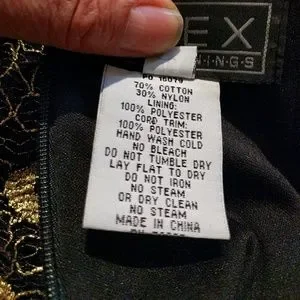 EX
NINGS
70% COTTON
30% NYLON
LINING:
100% POLYESTER
CORD TRIM:
100% POLYESTER
HAND WASH COLD
NO BLEACH
DO NOT TUMBLE DRY
LAY FLAT TO DRY
DO NOT IRON
NO STEAM
OR DRY CLEAN
NO STEAM
MADE IN CHINA